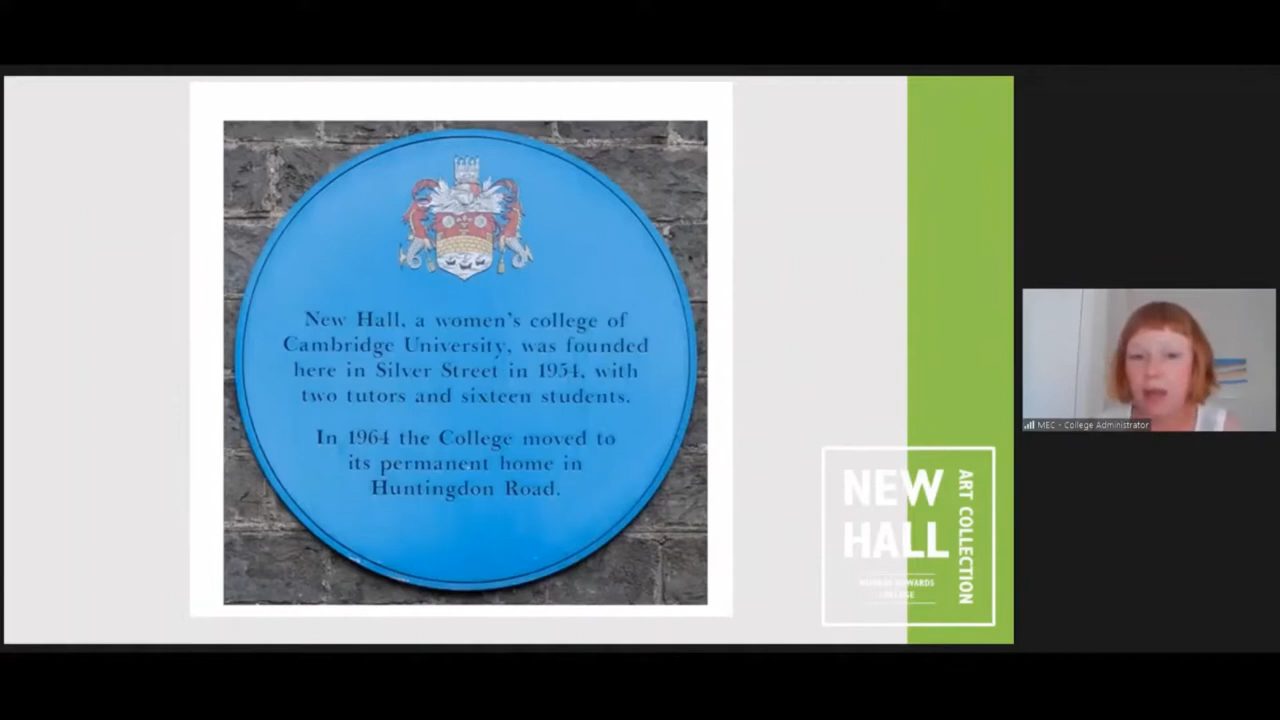 New Hall, a women's college of
Cambridge University, was founded
here in Silver Street in 1954, with
two tutors and sixteen students.
In 1964 the College moved to
its permanent home in
Huntingdon Road.
NEW
HALL
ART COLLECTION
EDWARDS
COLLEGE
MEC - College Administrator